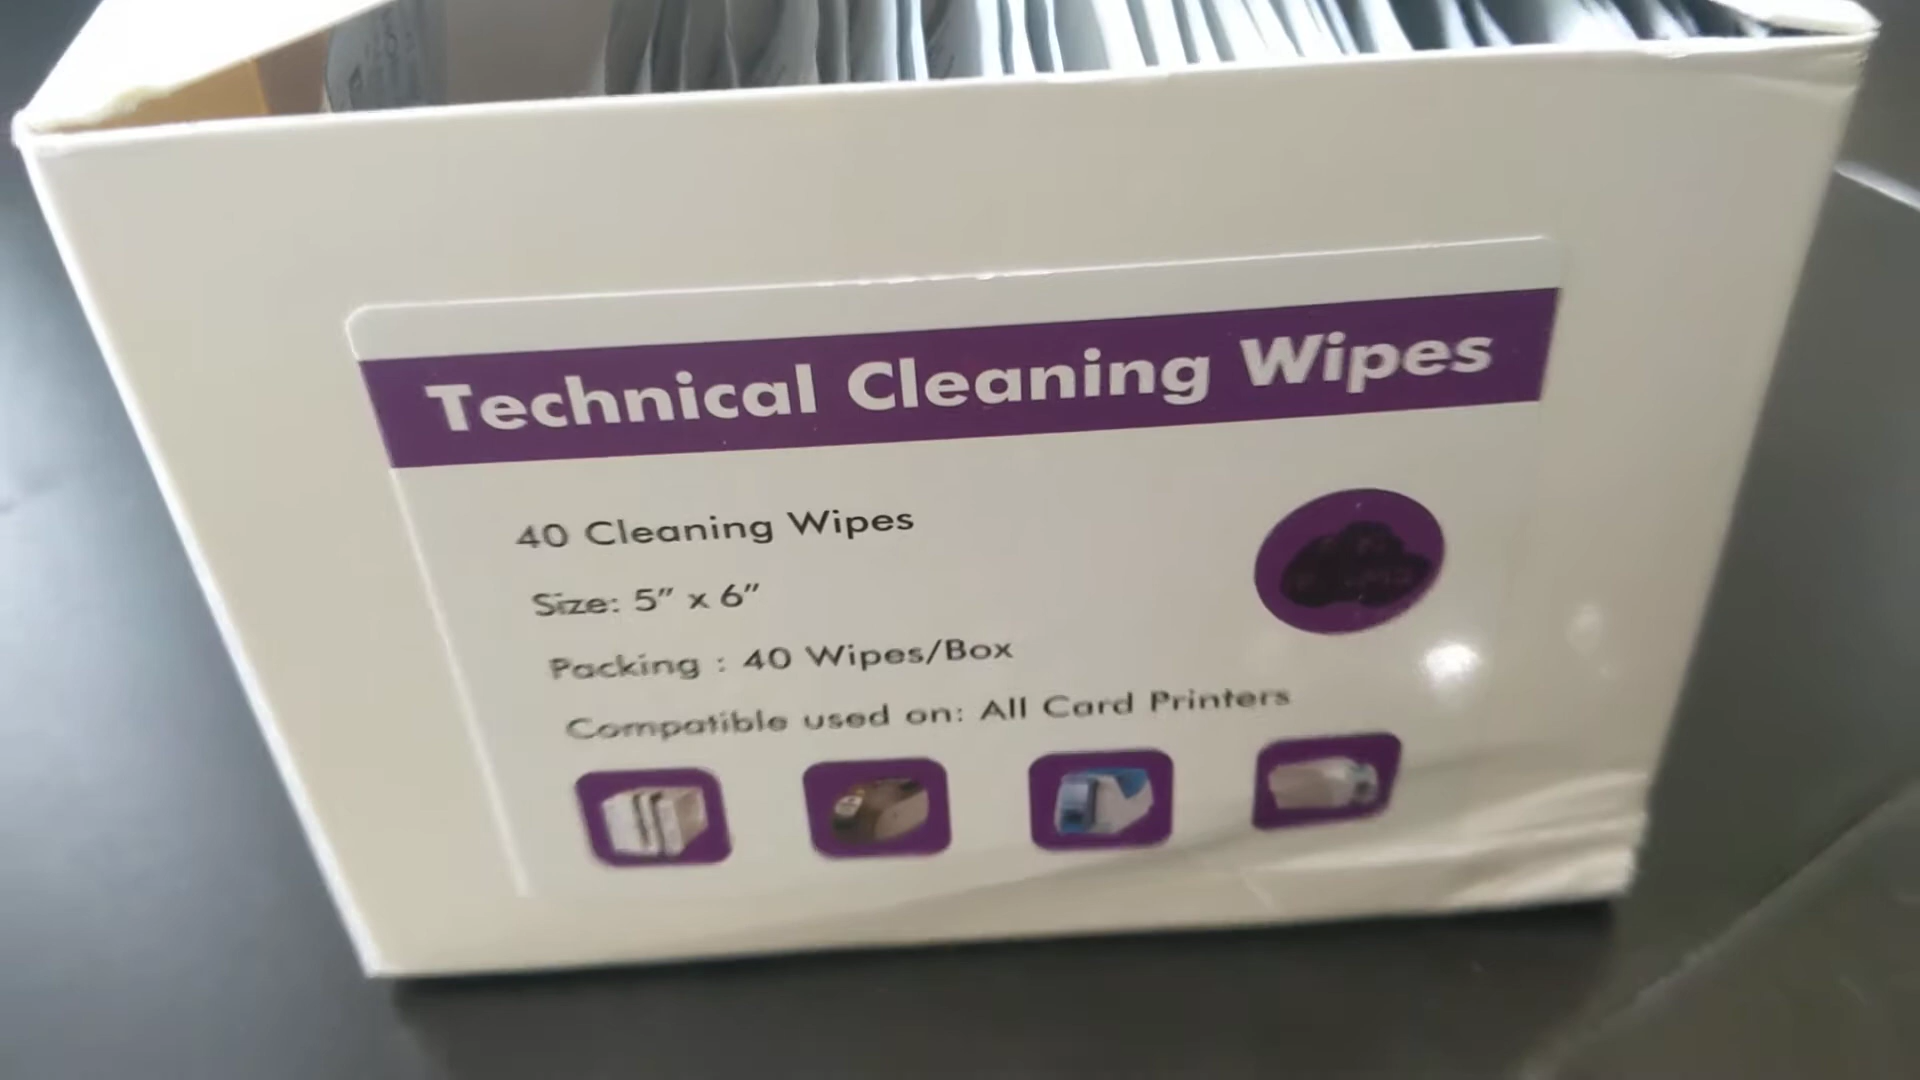 Technical Cleaning Wipes
40 Cleaning Wipes
Size: 5" x 6"
Packing : 40 Wipes/Box
Compatible used on: All Card Printers